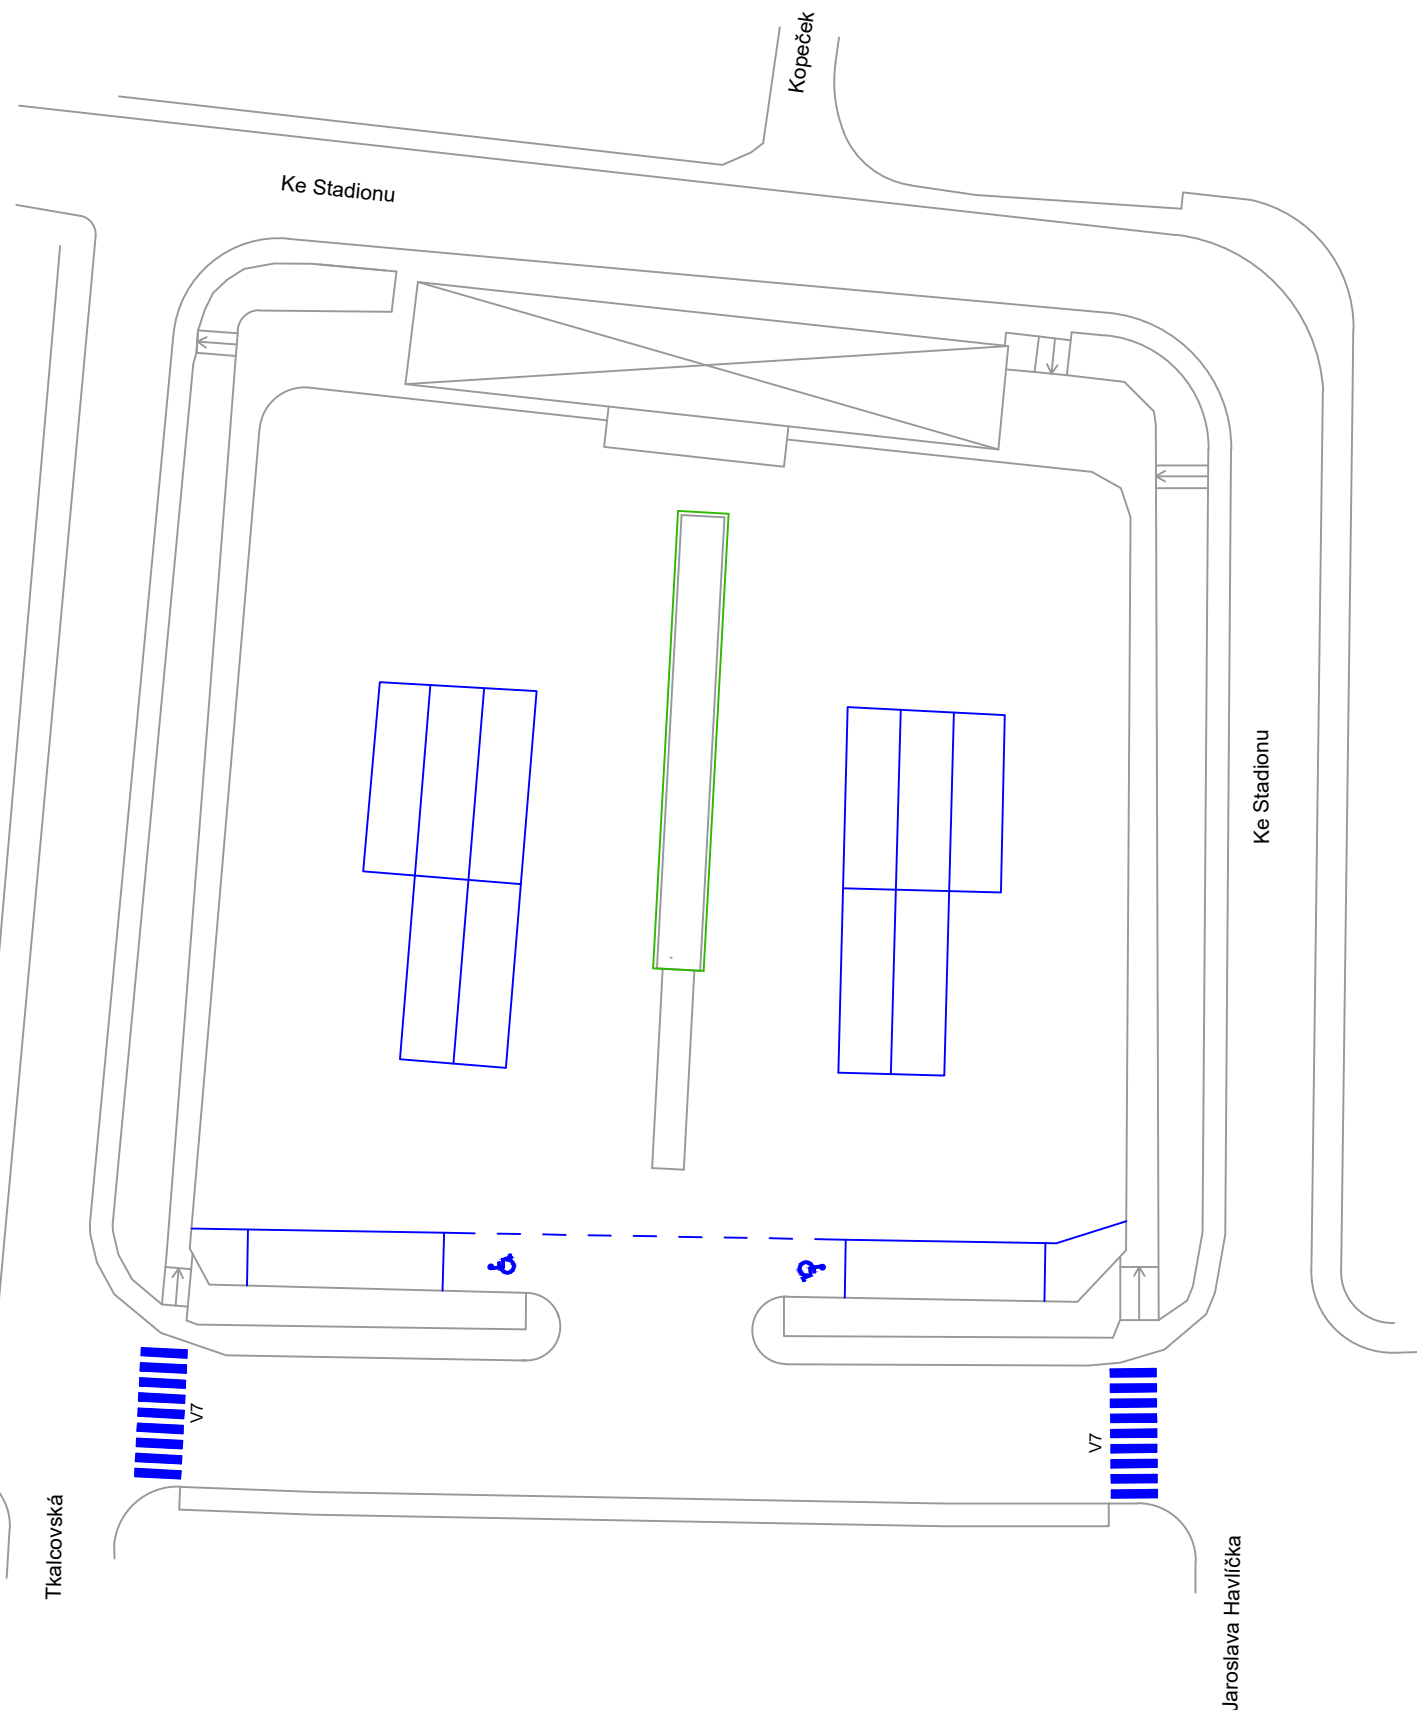 Kopeček
Ke Stadionu
Ke Stadionu
V7
V7
Tkalcovská
Jaroslava Havlíčka